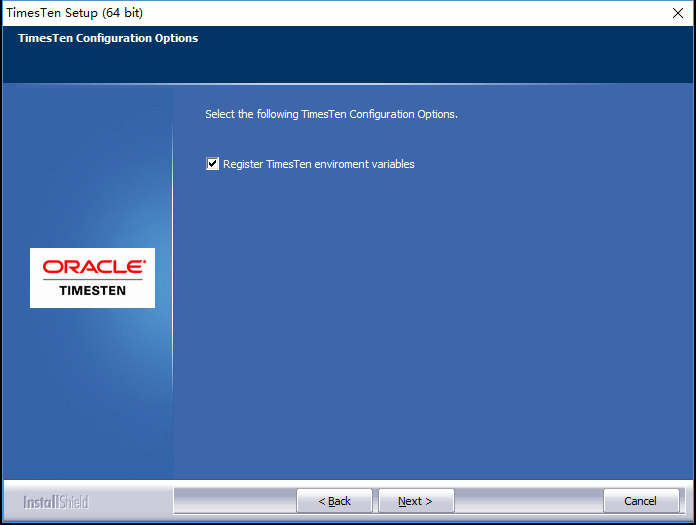 TimesTen Setup (64 bit)
TimesTen Configuration Options
Select the following TimesTen Configuration Options.
Register TimesTen enviroment variables
ORACLE®
TIMESTEN
InstallShield
< Back
Next >
Cancel